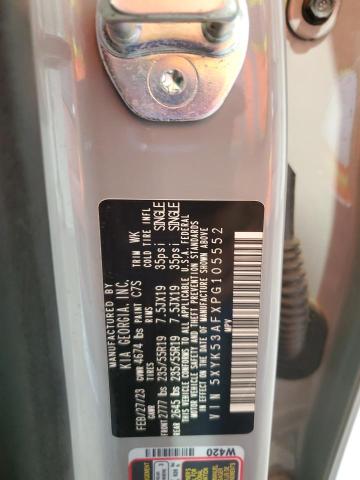 MANUFACTURED BY
KIA GEORGIA, INC.
FEB/27/23 GVWR 4674 lbs PAINT C7S TRIM WK
GAWR TIRES RIMS COLD TIRE INFL
FRONT 2777 lbs 235/55R19 7.5JX19 35psi SINGLE
REAR 2645 lbs 235/55R19 7.5JX19 35psi SINGLE
THIS VEHICLE CONFORMS TO ALL APPLICABLE U.S.A. FEDERAL
MOTOR VEHICLE SAFETY AND THEFT PREVENTION STANDARDS
IN EFFECT ON THE DATE OF MANUFACTURE SHOWN ABOVE
VIN 5XYK53AFXPG105552
MPV
W420